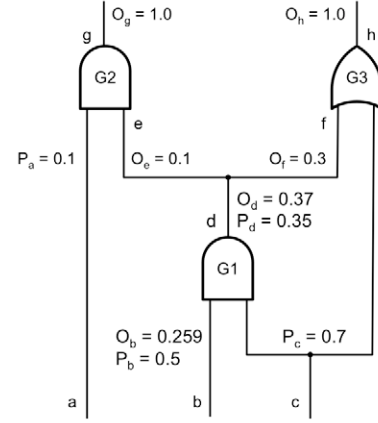 O_g = 1.0
O_h = 1.0
g
h
G2
G3
e
f
P_a = 0.1
O_e = 0.1
O_f = 0.3
O_d = 0.37
d
P_d = 0.35
G1
O_b = 0.259
P_c = 0.7
P_b = 0.5
a
b
c